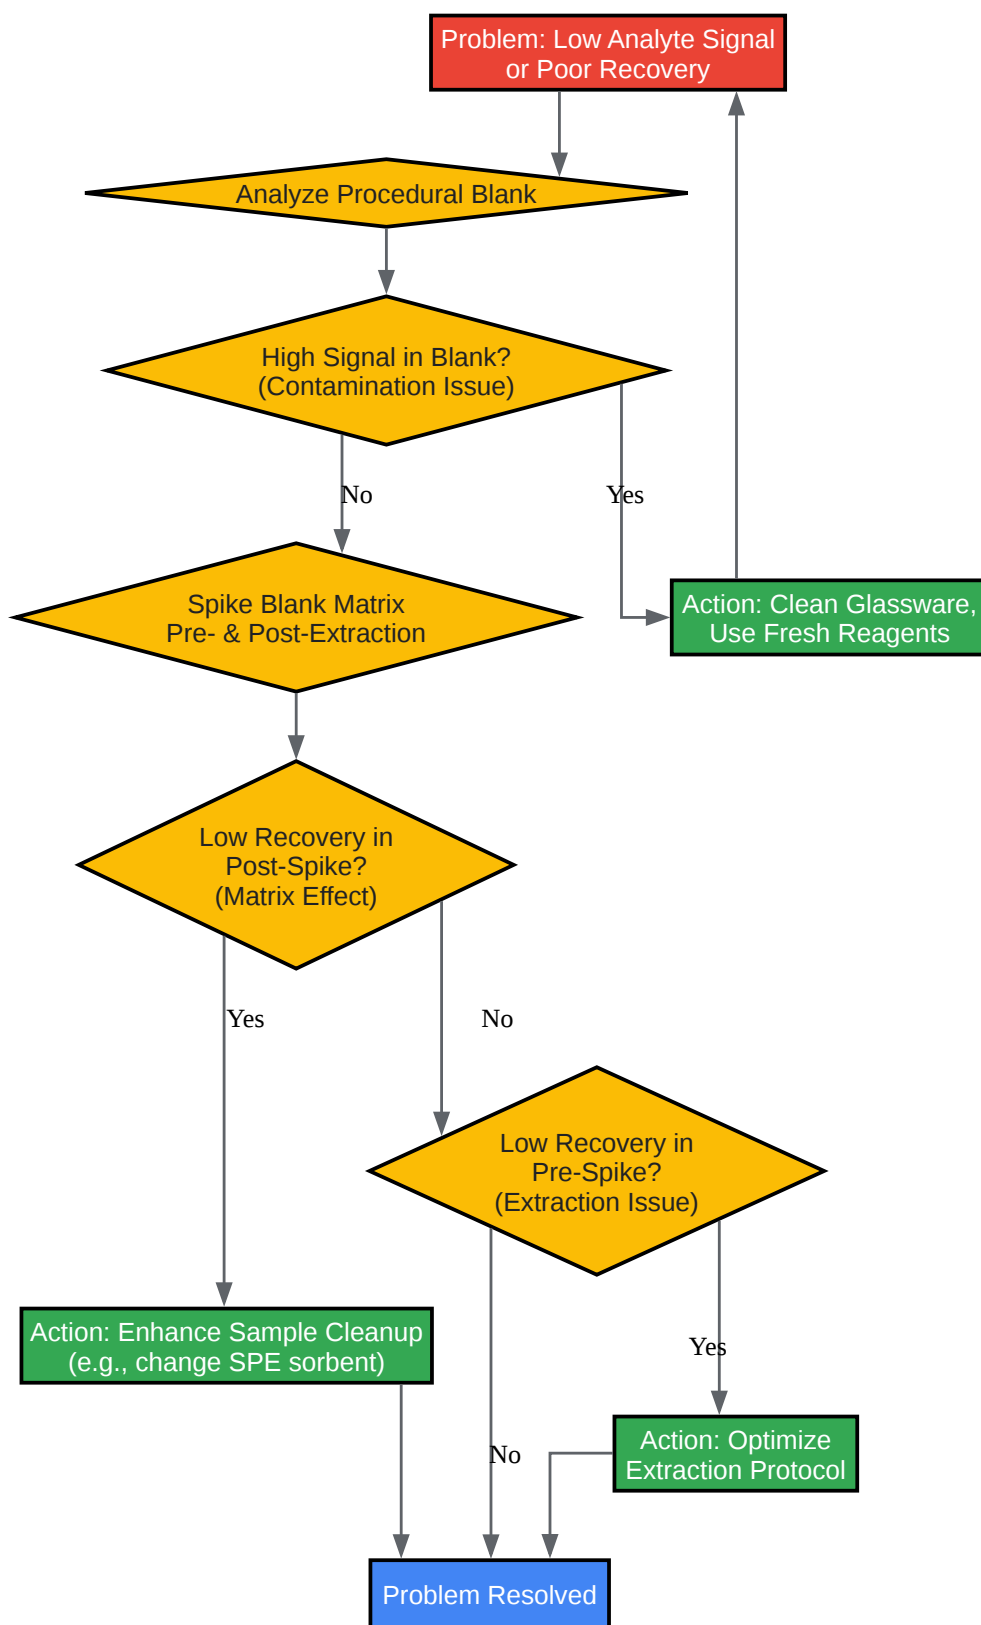 Problem: Low Analyte Signal
or Poor Recovery
Analyze Procedural Blank
High Signal in Blank?
(Contamination Issue)
No
Yes
Spike Blank Matrix
Pre- & Post-Extraction
Action: Clean Glassware,
Use Fresh Reagents
Low Recovery in
Post-Spike?
(Matrix Effect)
Yes
No
Low Recovery in
Pre-Spike?
(Extraction Issue)
Action: Enhance Sample Cleanup
(e.g., change SPE sorbent)
Yes
Action: Optimize
Extraction Protocol
No
Problem Resolved